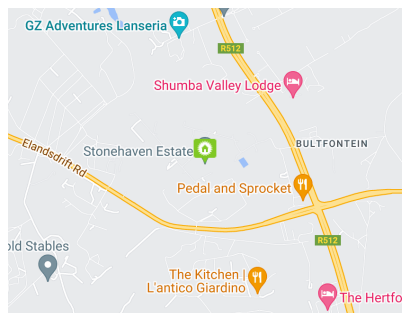 GZ Adventures Lanseria
R512
Shumba Valley Lodge
BULTFONTEIN
Elandsdrift Rd
Stonehaven Estate
Pedal and Sprocket
R512
old Stables
The Kitchen |
L'antico Giardino
The Hertfo